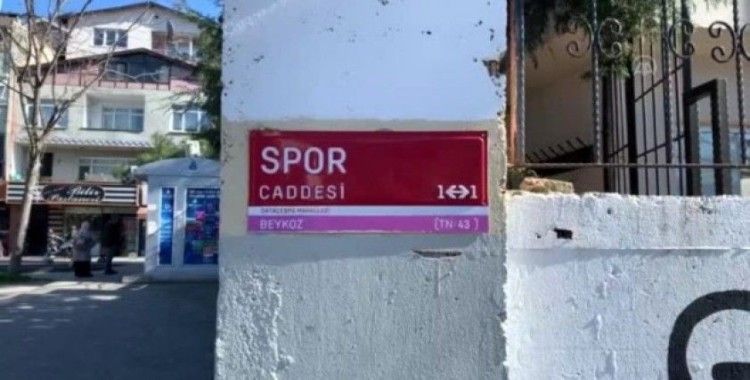 SPOR
CADDESİ
1↔1
ORTAÇEŞME MAHALLESİ
BEYKOZ
(TN-43)